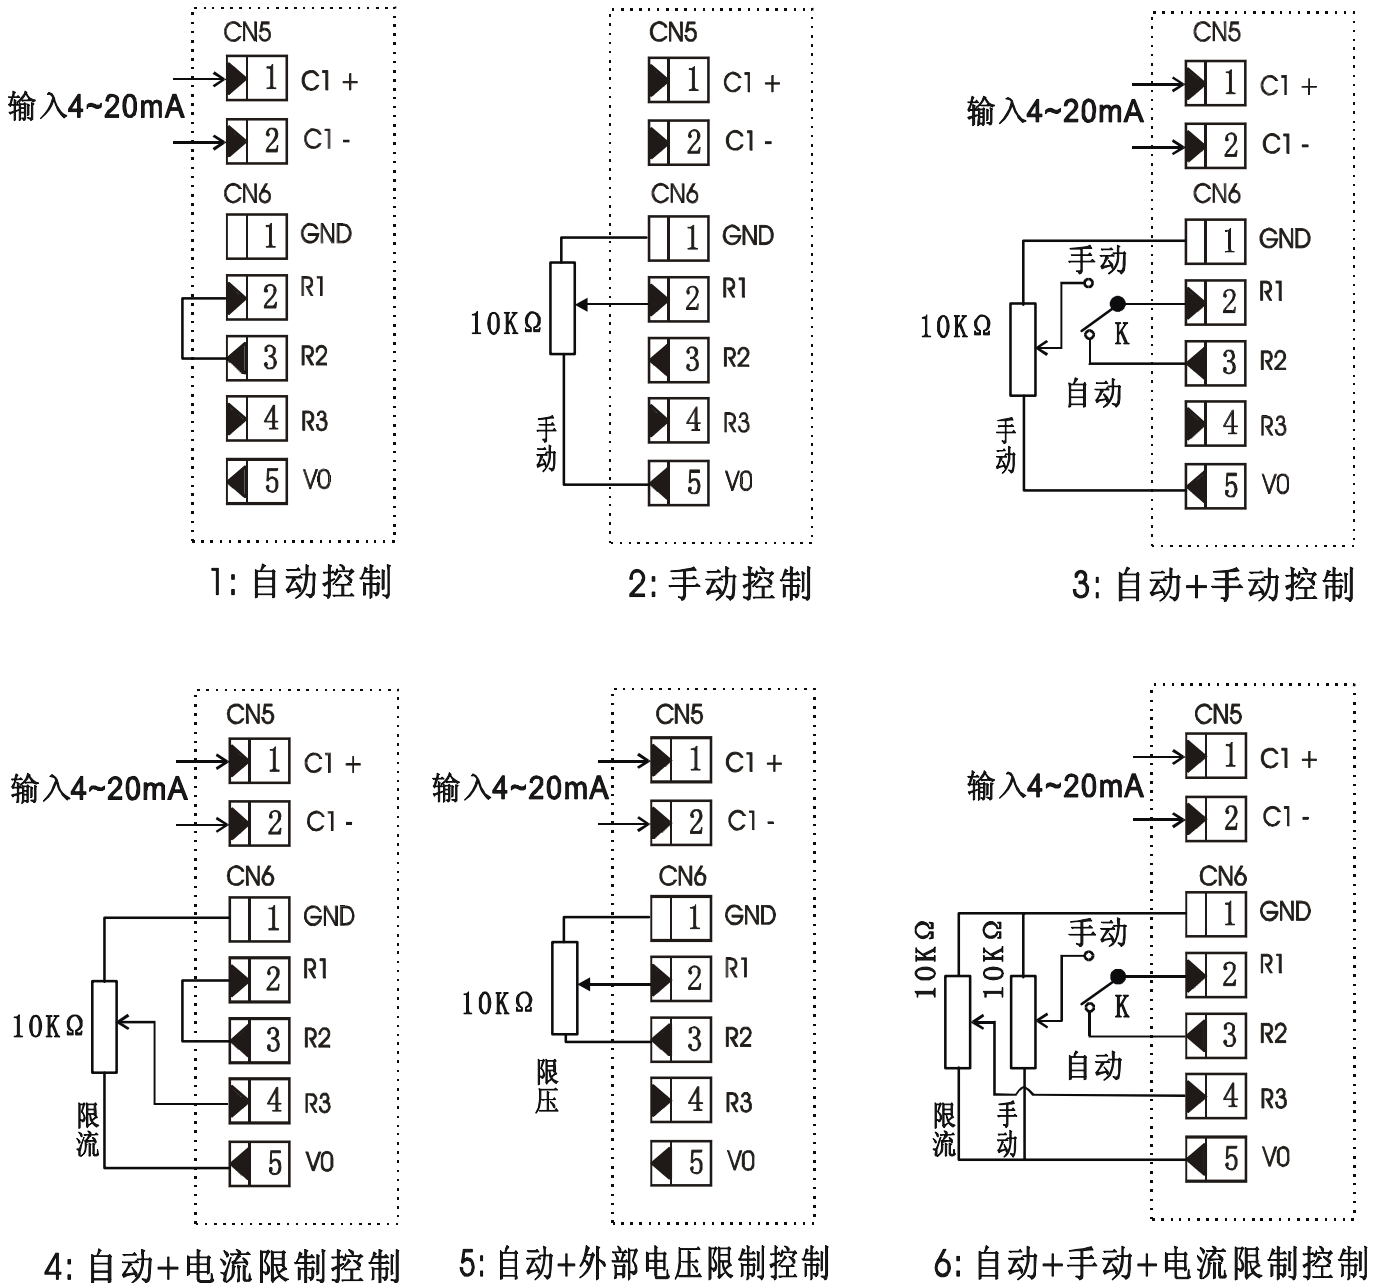 CN5
1 C1 +
输入4~20mA
2 C1 -
CN6
1 GND
2 R1
3 R2
4 R3
5 V0
1: 自动控制
CN5
1 C1 +
2 C1 -
CN6
1 GND
2 R1
10KΩ
3 R2
4 R3
手动
5 V0
2: 手动控制
CN5
1 C1 +
输入4~20mA
2 C1 -
CN6
1 GND
手动
2 R1
10KΩ
K
3 R2
自动
4 R3
手动
5 V0
3: 自动+手动控制
CN5
1 C1 +
输入4~20mA
2 C1 -
CN6
1 GND
2 R1
10KΩ
3 R2
4 R3
限流
5 V0
4: 自动+电流限制控制
CN5
1 C1 +
输入4~20mA
2 C1 -
CN6
1 GND
2 R1
10KΩ
3 R2
限压
4 R3
5 V0
5: 自动+外部电压限制控制
CN5
1 C1 +
输入4~20mA
2 C1 -
CN6
1 GND
10KΩ
10KΩ
手动
2 R1
K
3 R2
自动
4 R3
限流
手动
5 V0
6: 自动+手动+电流限制控制